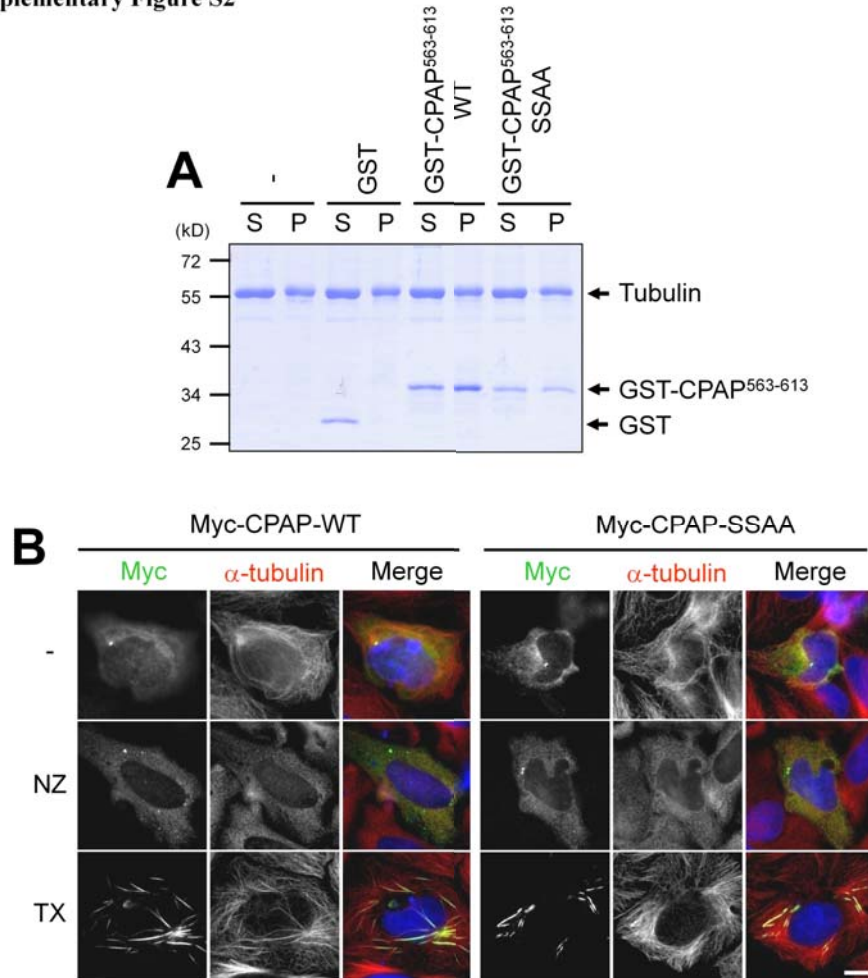 plementary Figure S2
A
-
GST
GST-CPAP563-613 WT
GST-CPAP563-613 SSAA
S P S P S P S P
(kD)
72
55
43
34
25
Tubulin
GST-CPAP563-613
GST
B
Myc-CPAP-WT
Myc-CPAP-SSAA
Myc α-tubulin Merge Myc α-tubulin Merge
-
NZ
TX